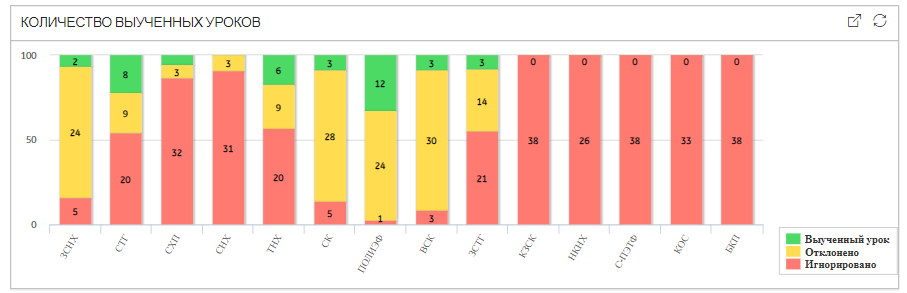 КОЛИЧЕСТВО ВЫУЧЕННЫХ УРОКОВ
100
2 8 3 3 6 3 12 3 3 0 0 0 0 0
24 9 9 28 24 30 14
50
5 20 32 31 20 5 1 3 21 38 26 38 33 38
0
ЗСНХ СТГ СХП СНХ ТНХ СК ПОЛИЭФ ВСК ЗСТГ КЗСК НКНХ С-ПЭТФ КОС БКП
Выученный урок
Отклонено
Игнорировано